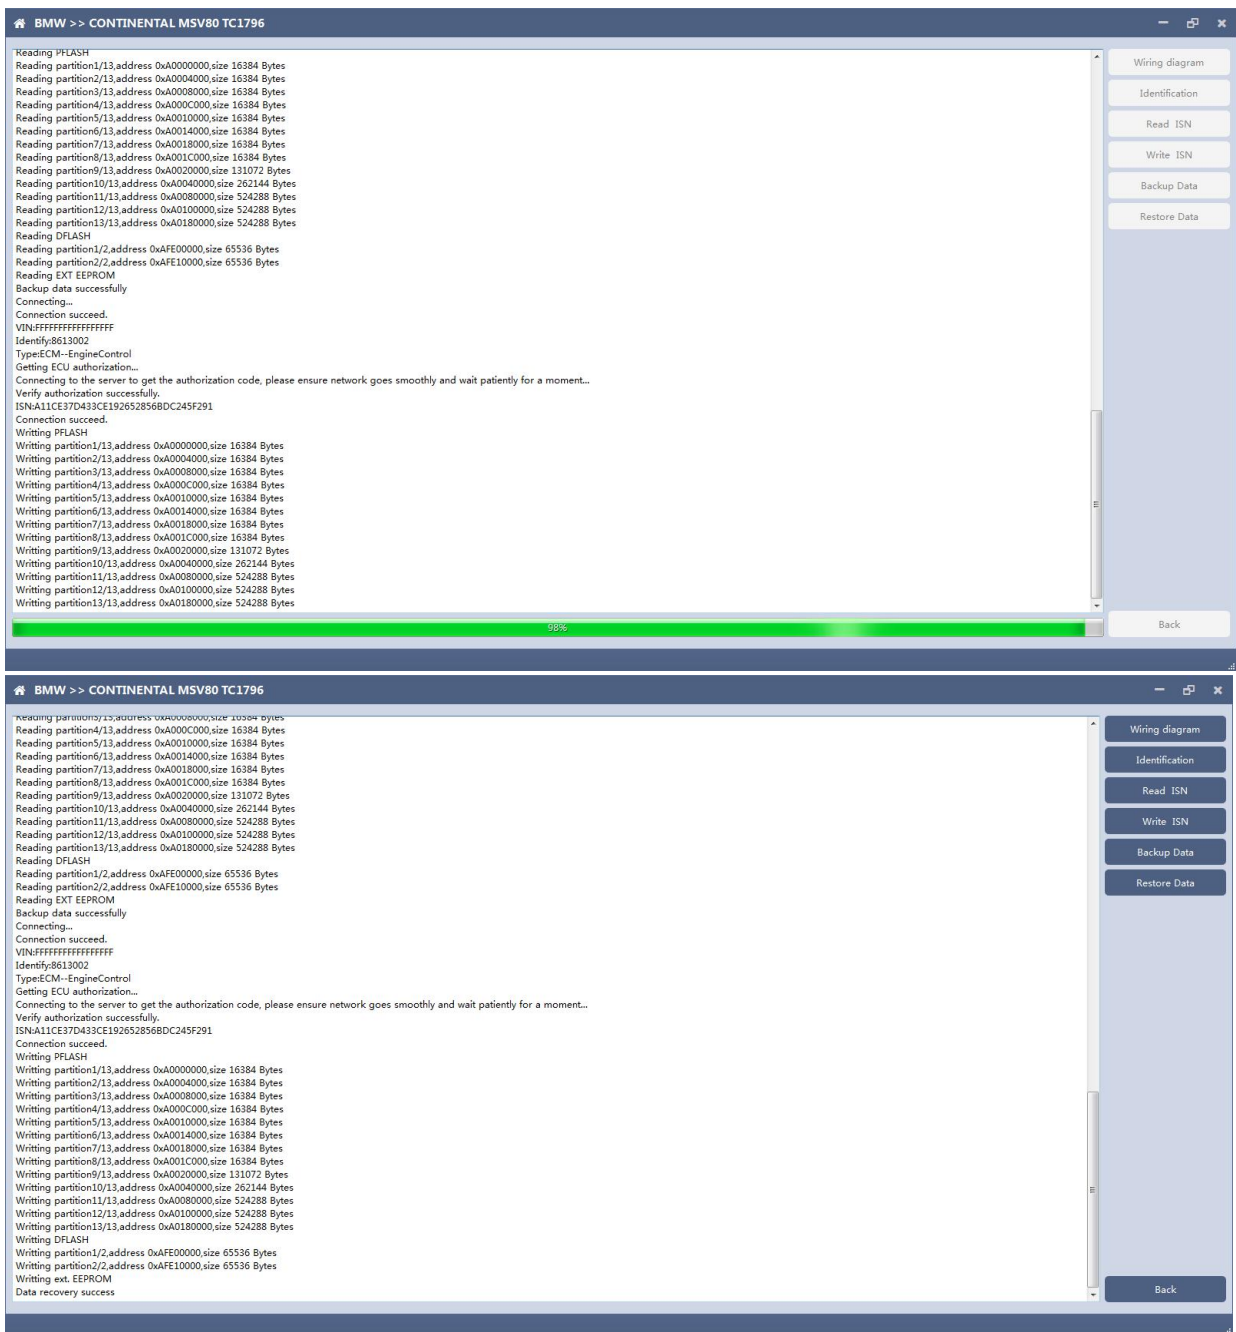 BMW >> CONTINENTAL MSV80 TC1796
Reading PFLASH
Reading partition1/13,address 0xA0000000,size 16384 Bytes
Reading partition2/13,address 0xA0004000,size 16384 Bytes
Reading partition3/13,address 0xA0008000,size 16384 Bytes
Reading partition4/13,address 0xA000C000,size 16384 Bytes
Reading partition5/13,address 0xA0010000,size 16384 Bytes
Reading partition6/13,address 0xA0014000,size 16384 Bytes
Reading partition7/13,address 0xA0018000,size 16384 Bytes
Reading partition8/13,address 0xA001C000,size 16384 Bytes
Reading partition9/13,address 0xA0020000,size 131072 Bytes
Reading partition10/13,address 0xA0040000,size 262144 Bytes
Reading partition11/13,address 0xA0080000,size 524288 Bytes
Reading partition12/13,address 0xA0100000,size 524288 Bytes
Reading partition13/13,address 0xA0180000,size 524288 Bytes
Reading DFLASH
Reading partition1/2,address 0xAFE00000,size 65536 Bytes
Reading partition2/2,address 0xAFE10000,size 65536 Bytes
Reading EXT EEPROM
Backup data successfully
Connecting...
Connection succeed.
VIN:FFFFFFFFFFFFFFFFF
Identify:8613002
Type:ECM--EngineControl
Getting ECU authorization...
Connecting to the server to get the authorization code, please ensure network goes smoothly and wait patiently for a moment...
Verify authorization successfully.
ISN:A11CE37D433CE192652856BDC245F291
Connection succeed.
Writting PFLASH
Writting partition1/13,address 0xA0000000,size 16384 Bytes
Writting partition2/13,address 0xA0004000,size 16384 Bytes
Writting partition3/13,address 0xA0008000,size 16384 Bytes
Writting partition4/13,address 0xA000C000,size 16384 Bytes
Writting partition5/13,address 0xA0010000,size 16384 Bytes
Writting partition6/13,address 0xA0014000,size 16384 Bytes
Writting partition7/13,address 0xA0018000,size 16384 Bytes
Writting partition8/13,address 0xA001C000,size 16384 Bytes
Writting partition9/13,address 0xA0020000,size 131072 Bytes
Writting partition10/13,address 0xA0040000,size 262144 Bytes
Writting partition11/13,address 0xA0080000,size 524288 Bytes
Writting partition12/13,address 0xA0100000,size 524288 Bytes
Writting partition13/13,address 0xA0180000,size 524288 Bytes
98%
Wiring diagram
Identification
Read ISN
Write ISN
Backup Data
Restore Data
Back
BMW >> CONTINENTAL MSV80 TC1796
Reading partition3/13,address 0xA0008000,size 16384 Bytes
Reading partition4/13,address 0xA000C000,size 16384 Bytes
Reading partition5/13,address 0xA0010000,size 16384 Bytes
Reading partition6/13,address 0xA0014000,size 16384 Bytes
Reading partition7/13,address 0xA0018000,size 16384 Bytes
Reading partition8/13,address 0xA001C000,size 16384 Bytes
Reading partition9/13,address 0xA0020000,size 131072 Bytes
Reading partition10/13,address 0xA0040000,size 262144 Bytes
Reading partition11/13,address 0xA0080000,size 524288 Bytes
Reading partition12/13,address 0xA0100000,size 524288 Bytes
Reading partition13/13,address 0xA0180000,size 524288 Bytes
Reading DFLASH
Reading partition1/2,address 0xAFE00000,size 65536 Bytes
Reading partition2/2,address 0xAFE10000,size 65536 Bytes
Reading EXT EEPROM
Backup data successfully
Connecting...
Connection succeed.
VIN:FFFFFFFFFFFFFFFFF
Identify:8613002
Type:ECM--EngineControl
Getting ECU authorization...
Connecting to the server to get the authorization code, please ensure network goes smoothly and wait patiently for a moment...
Verify authorization successfully.
ISN:A11CE37D433CE192652856BDC245F291
Connection succeed.
Writting PFLASH
Writting partition1/13,address 0xA0000000,size 16384 Bytes
Writting partition2/13,address 0xA0004000,size 16384 Bytes
Writting partition3/13,address 0xA0008000,size 16384 Bytes
Writting partition4/13,address 0xA000C000,size 16384 Bytes
Writting partition5/13,address 0xA0010000,size 16384 Bytes
Writting partition6/13,address 0xA0014000,size 16384 Bytes
Writting partition7/13,address 0xA0018000,size 16384 Bytes
Writting partition8/13,address 0xA001C000,size 16384 Bytes
Writting partition9/13,address 0xA0020000,size 131072 Bytes
Writting partition10/13,address 0xA0040000,size 262144 Bytes
Writting partition11/13,address 0xA0080000,size 524288 Bytes
Writting partition12/13,address 0xA0100000,size 524288 Bytes
Writting partition13/13,address 0xA0180000,size 524288 Bytes
Writting DFLASH
Writting partition1/2,address 0xAFE00000,size 65536 Bytes
Writting partition2/2,address 0xAFE10000,size 65536 Bytes
Writting ext. EEPROM
Data recovery success
Wiring diagram
Identification
Read ISN
Write ISN
Backup Data
Restore Data
Back